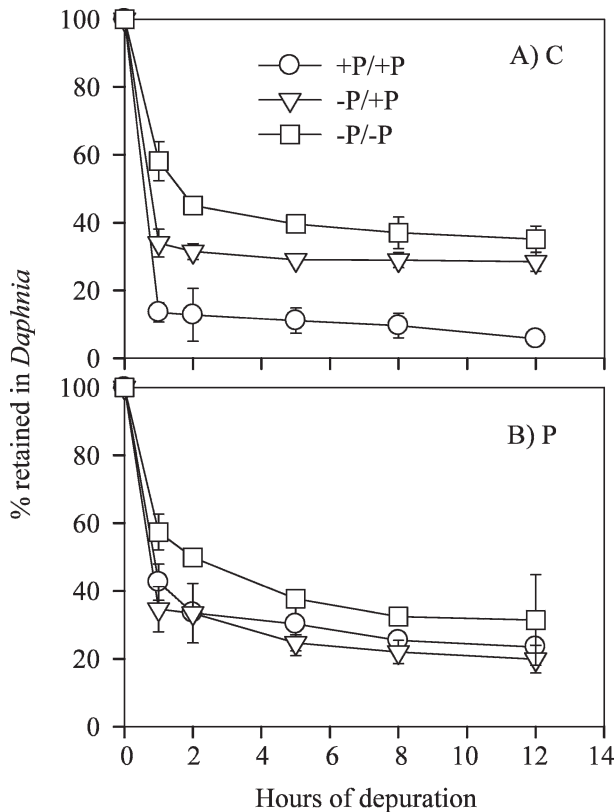 100
80
60
40
20
0
A) C
+P/+P
-P/+P
-P/-P
% retained in Daphnia
100
80
60
40
20
0
B) P
0 2 4 6 8 10 12 14
Hours of depuration